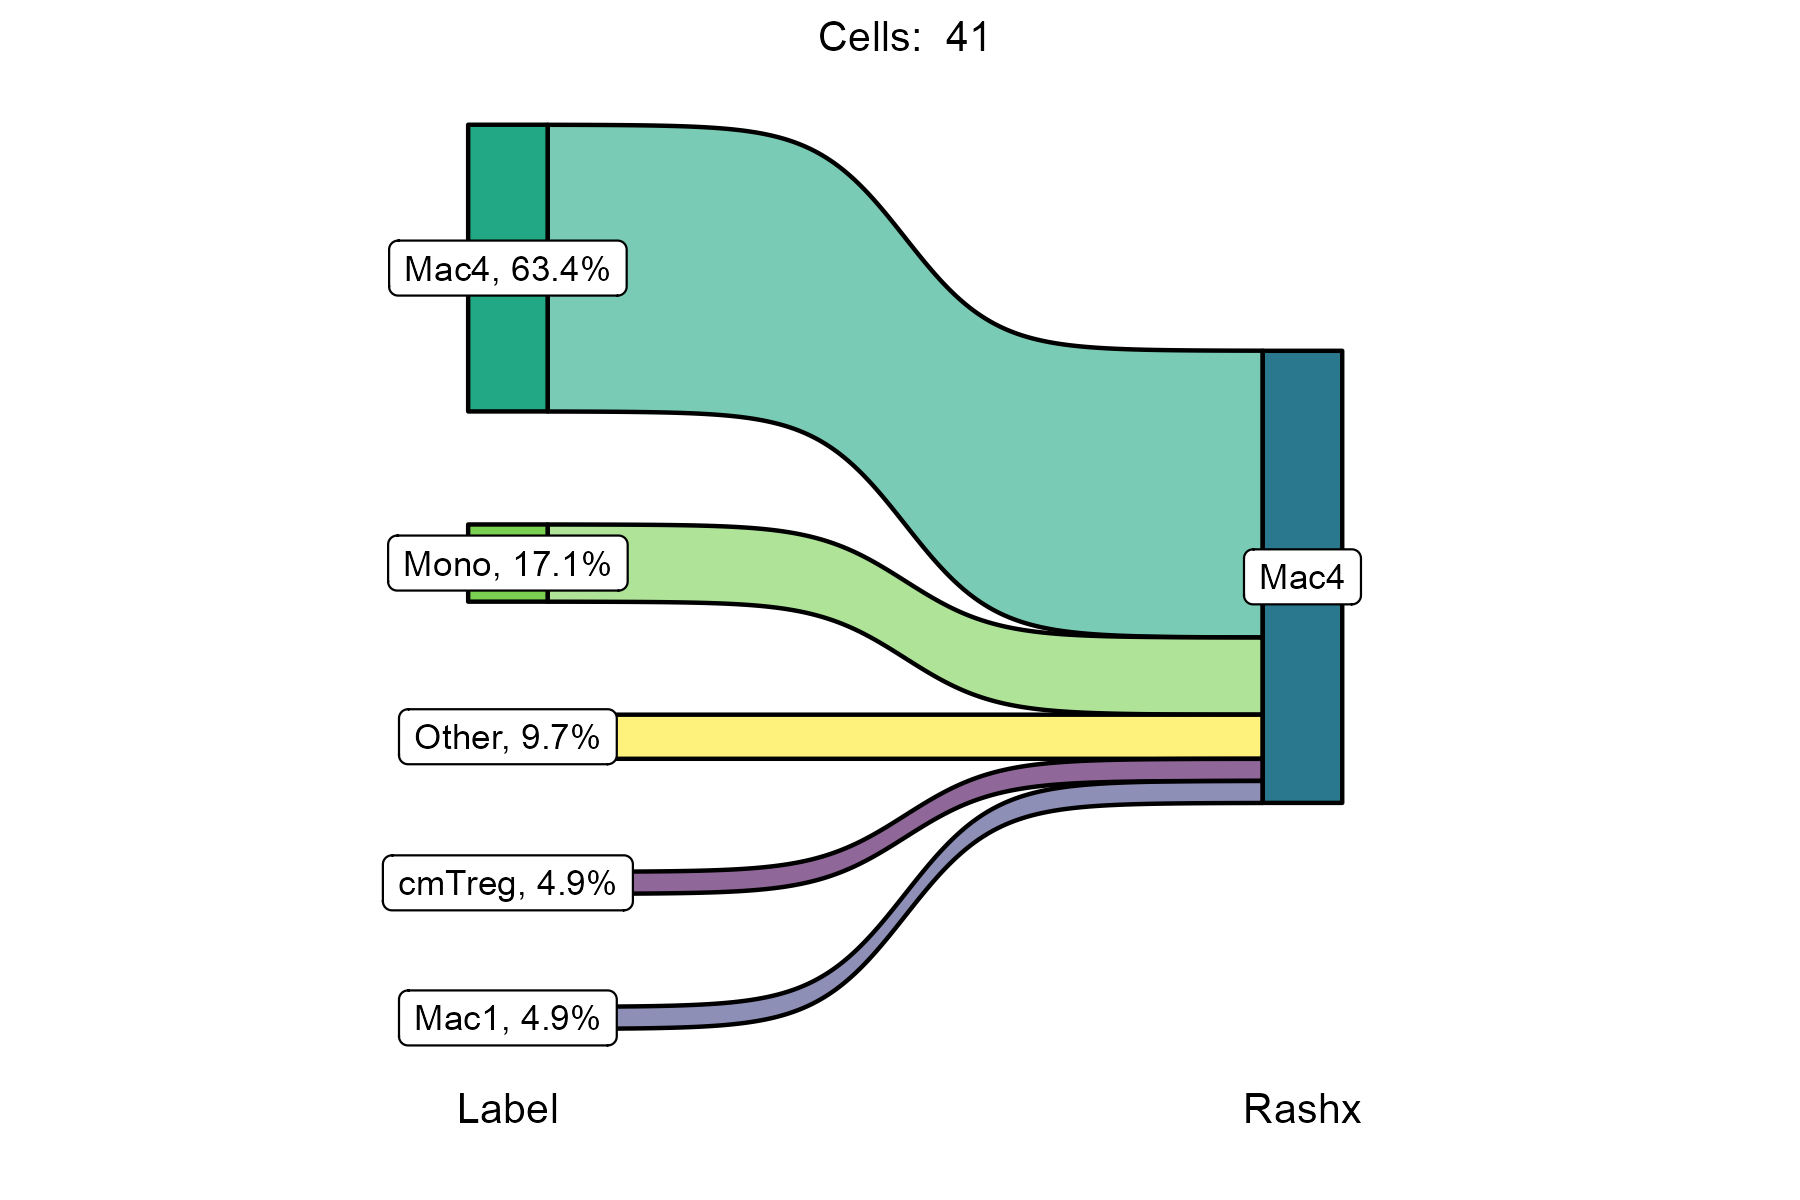 Cells:  41
Mac4, 63.4%
Mono, 17.1%
Mac4
Other, 9.7%
cmTreg, 4.9%
Mac1, 4.9%
Label
Rashx